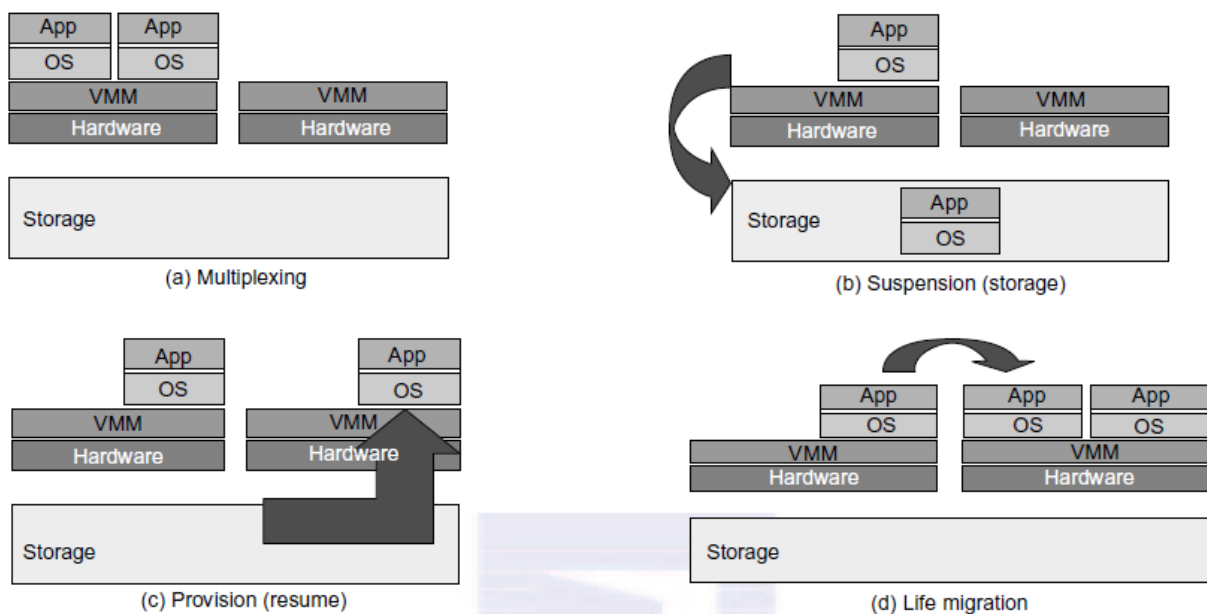 App App
OS OS
VMM VMM
Hardware Hardware
Storage
(a) Multiplexing
App
OS
VMM VMM
Hardware Hardware
App
Storage
OS
(b) Suspension (storage)
App App
OS OS
VMM VMM
Hardware Hardware
Storage
(c) Provision (resume)
App App App
OS OS OS
VMM VMM
Hardware Hardware
Storage
(d) Life migration